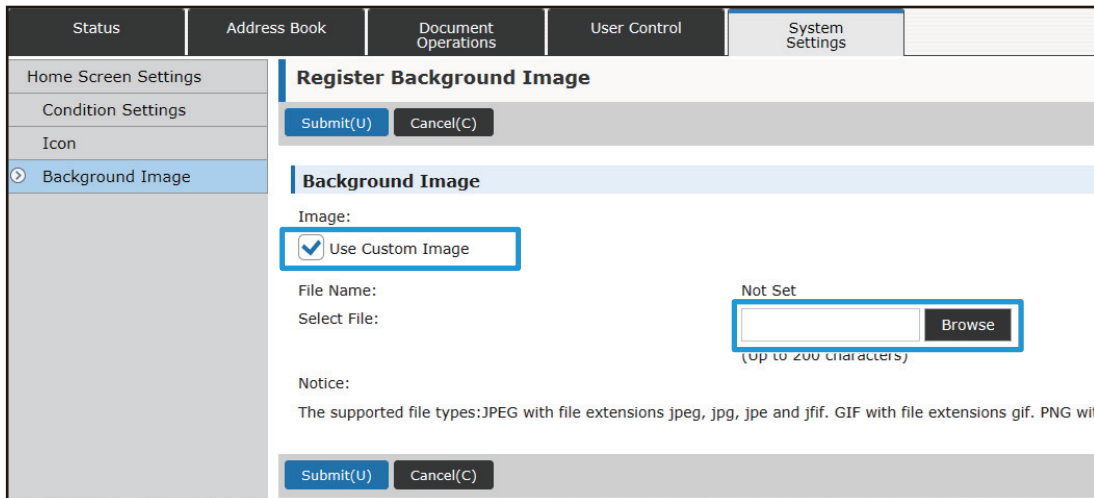 Status
Address Book
Document
Operations
User Control
System
Settings
Home Screen Settings
Condition Settings
Icon
Background Image
Register Background Image
Submit(U)
Cancel(C)
Background Image
Image:
Use Custom Image
File Name:
Not Set
Select File:
Browse
(Up to 200 characters)
Notice:
The supported file types:JPEG with file extensions jpeg, jpg, jpe and jfif. GIF with file extensions gif. PNG
Submit(U)
Cancel(C)